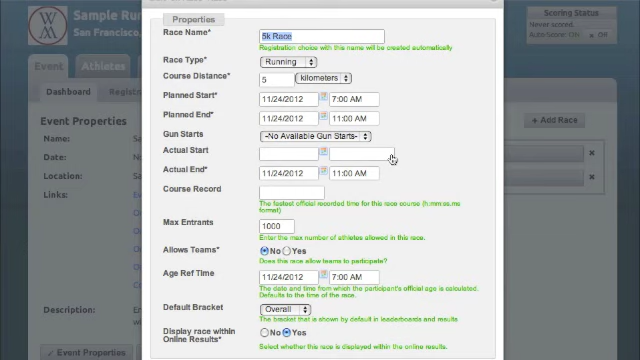 Sample Run
San Francisco,
WM
Scoring Status
Never scored.
Auto-Score: On Off
Event
Athletes
Dashboard
Registr
Event Properties
Name:
Date:
Location:
Links:
Description:
Event Properties
+ Add Race
Properties
Race Name* 5k Race
Registration choice with this name will be created automatically
Race Type* Running
Course Distance* 5 kilometers
Planned Start* 11/24/2012 7:00 AM
Planned End* 11/24/2012 11:00 AM
Gun Starts -No Available Gun Starts-
Actual Start
Actual End* 11/24/2012 11:00 AM
Course Record
The fastest official recorded time for this race course (h:mm:ss.ms
format)
Max Entrants 1000
Enter the max number of athletes allowed in this race.
Allows Teams* No Yes
Does this race allow teams to participate?
Age Ref Time 11/24/2012 7:00 AM
The date and time from which the participant's official age is calculated.
Defaults to the time of the race.
Default Bracket Overall
The bracket that is shown by default in leaderboards and results
Display race within
Online Results* No Yes
Select whether this race is displayed within the online results.